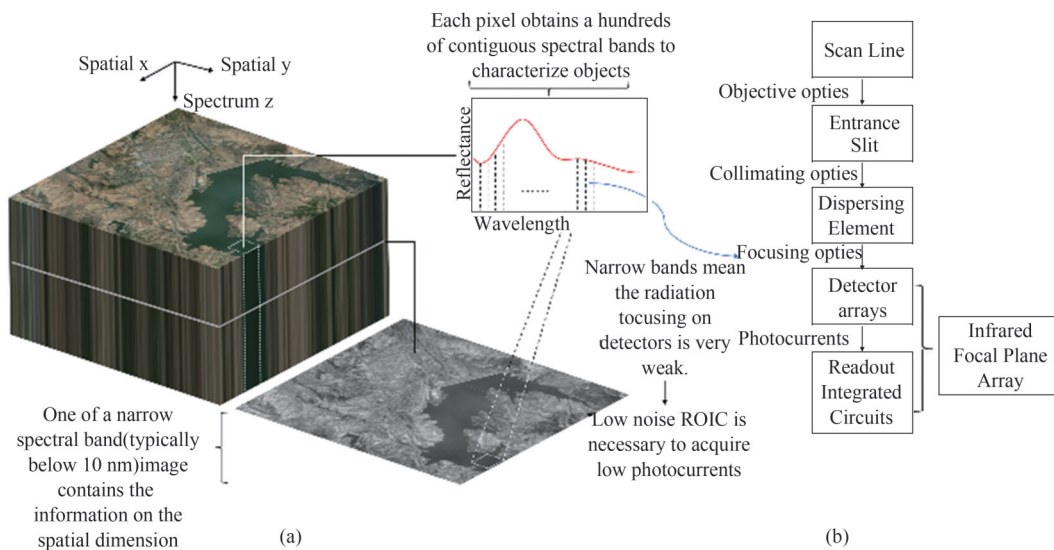 Each pixel obtains a hundreds
of contiguous spectral bands to
characterize objects
Spatial x
Spatial y
Spectrum z
Reflectance
......
Wavelength
Narrow bands mean
the radiation
tocusing on
detectors is very
weak.
Low noise ROIC is
necessary to acquire
low photocurrents
One of a narrow
spectral band(typically
below 10 nm)image
contains the
information on the
spatial dimension
(a)
Scan Line
Objective opties
Entrance
Slit
Collimating opties
Dispersing
Element
Focusing opties
Detector
arrays
Photocurrents
Readout
Integrated
Circuits
Infrared
Focal Plane
Array
(b)